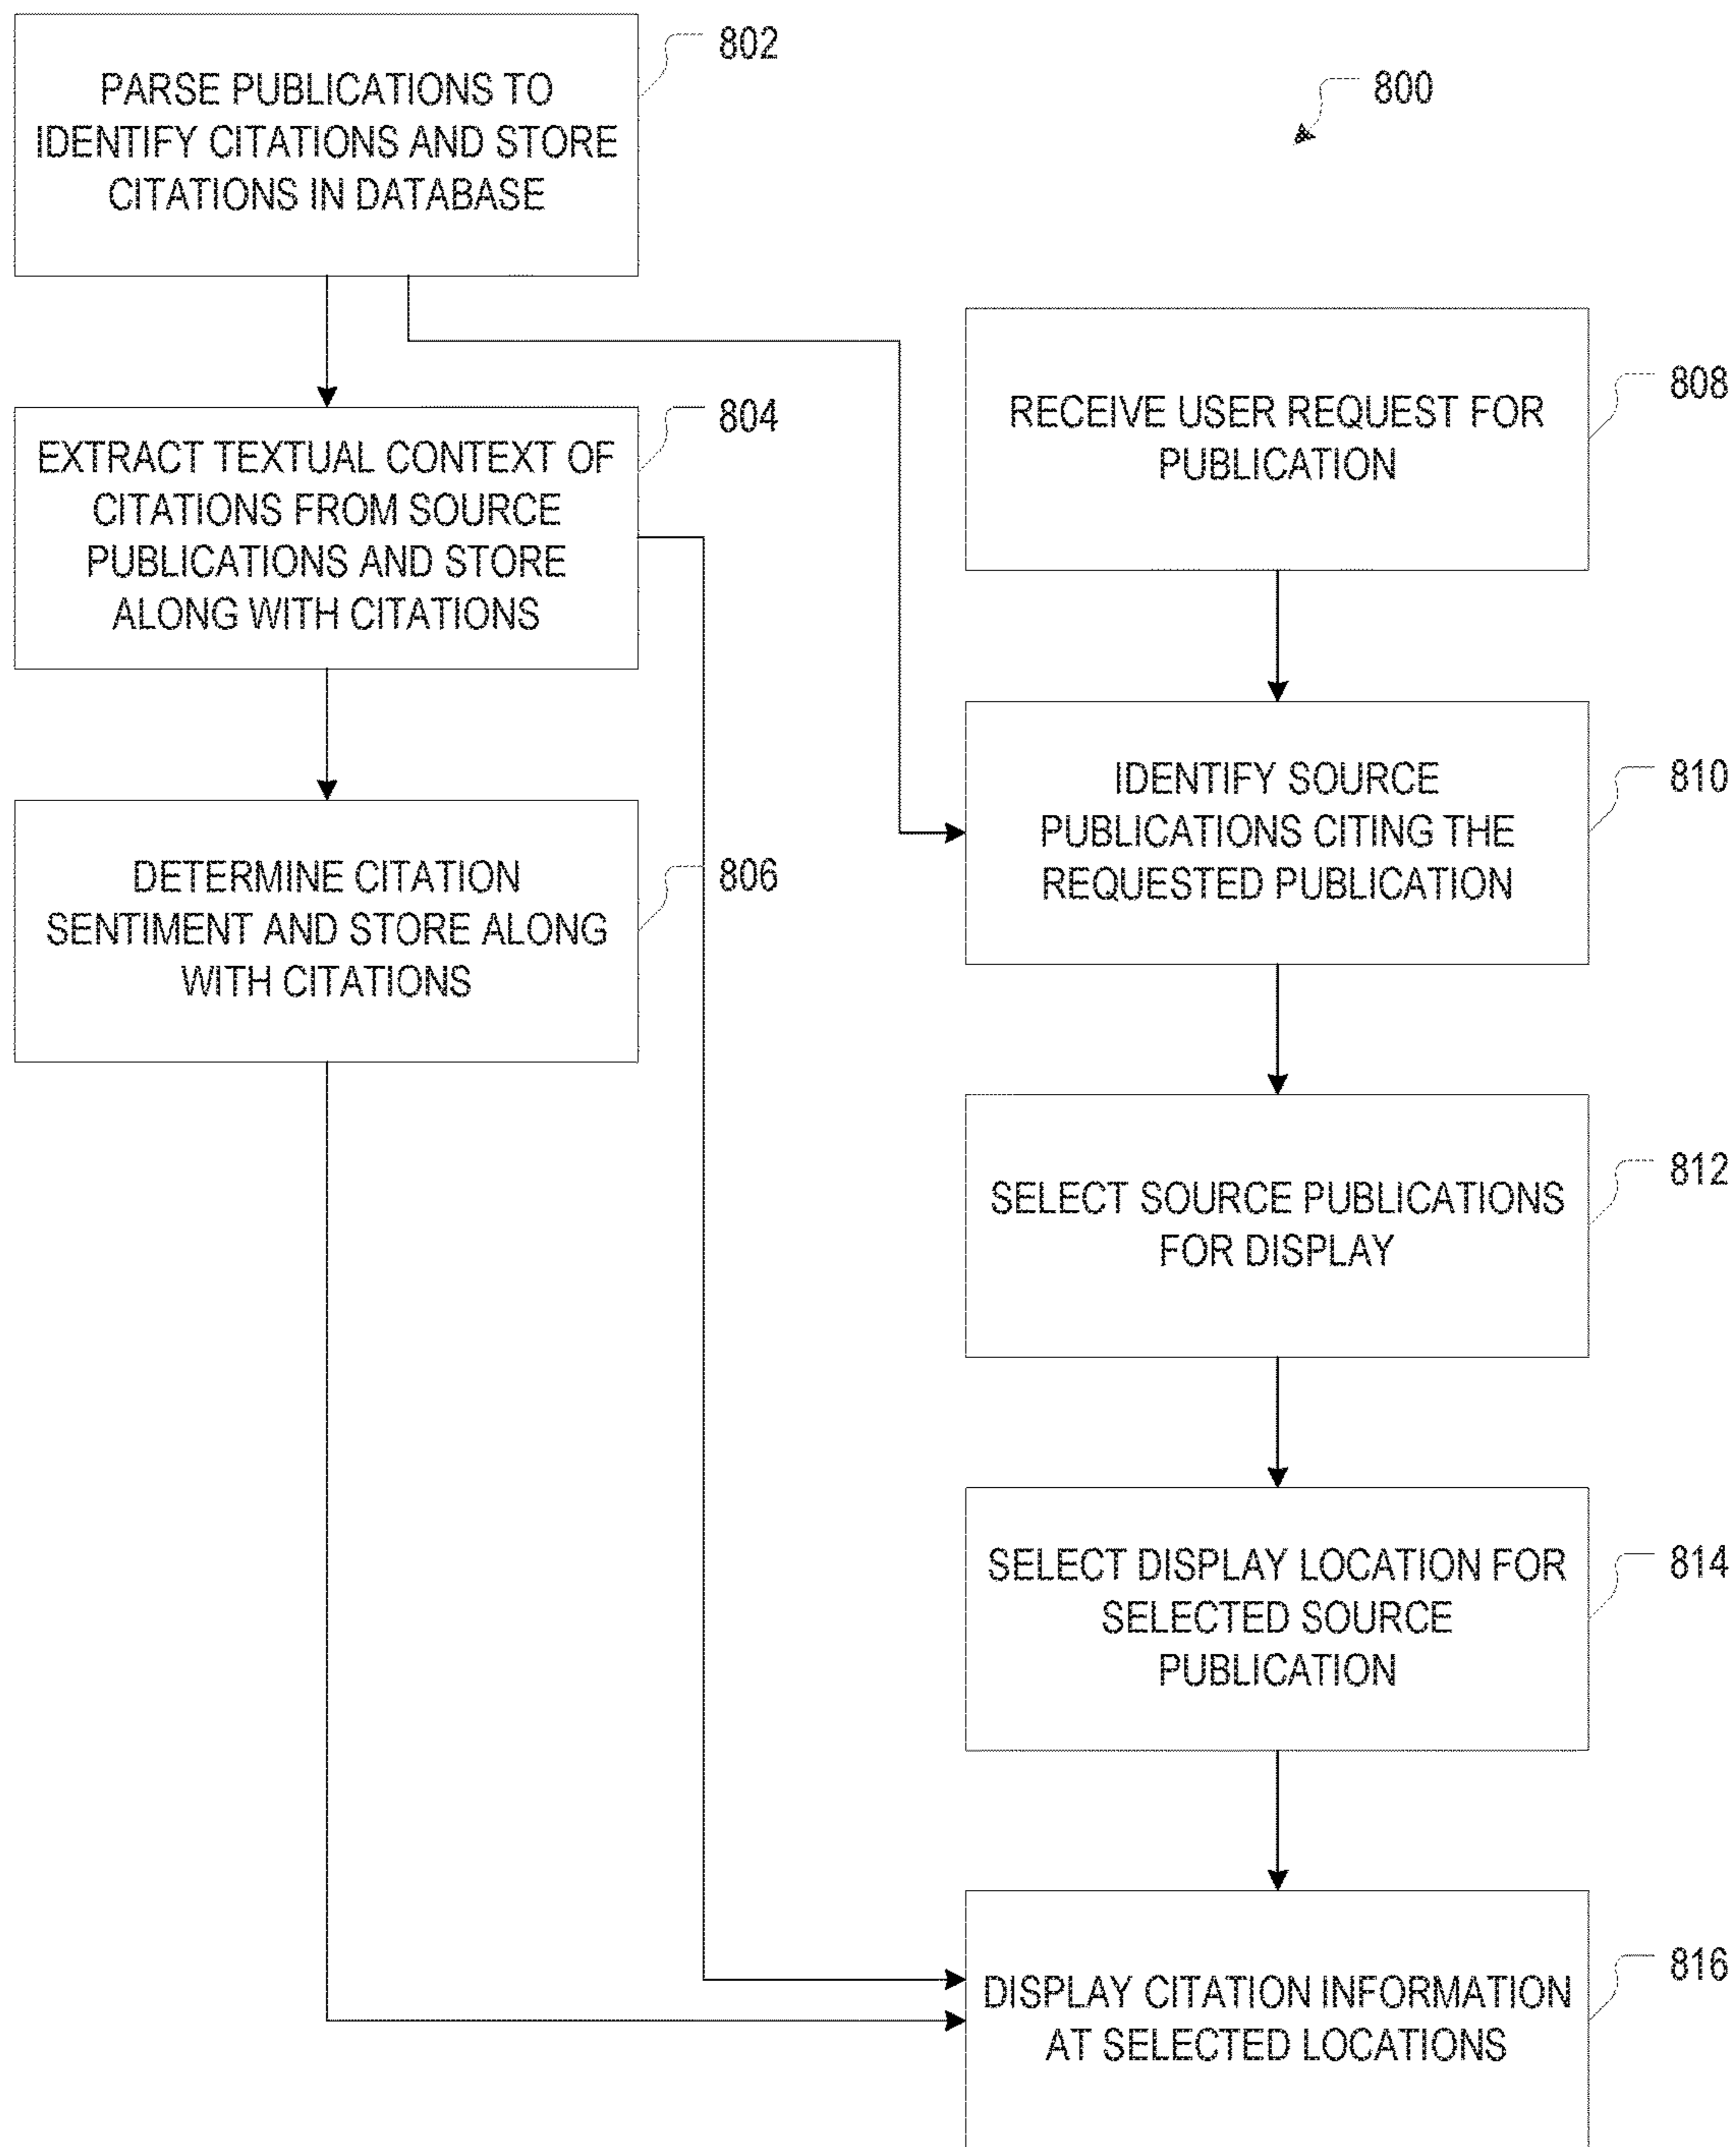 802
PARSE PUBLICATIONS TO
IDENTIFY CITATIONS AND STORE
CITATIONS IN DATABASE
800
804
EXTRACT TEXTUAL CONTEXT OF
CITATIONS FROM SOURCE
PUBLICATIONS AND STORE
ALONG WITH CITATIONS
806
DETERMINE CITATION
SENTIMENT AND STORE ALONG
WITH CITATIONS
808
RECEIVE USER REQUEST FOR
PUBLICATION
810
IDENTIFY SOURCE
PUBLICATIONS CITING THE
REQUESTED PUBLICATION
812
SELECT SOURCE PUBLICATIONS
FOR DISPLAY
814
SELECT DISPLAY LOCATION FOR
SELECTED SOURCE
PUBLICATION
816
DISPLAY CITATION INFORMATION
AT SELECTED LOCATIONS